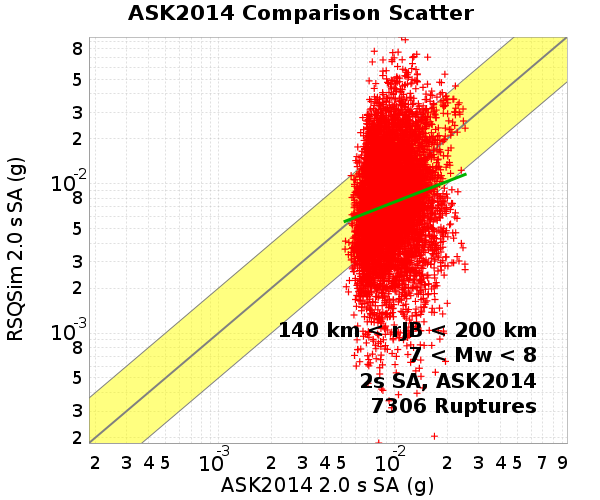 ASK2014 Comparison Scatter
RSQSim 2.0 s SA (g)
8
5
3
2
10-2
8
5
3
2
10-3
8
5
3
2
140 km < rJB < 200 km
7 < Mw < 8
2s SA, ASK2014
7306 Ruptures
2 3 4 5 10-3 2 3 4 5 10-2 2 3 4 5 7 9
ASK2014 2.0 s SA (g)